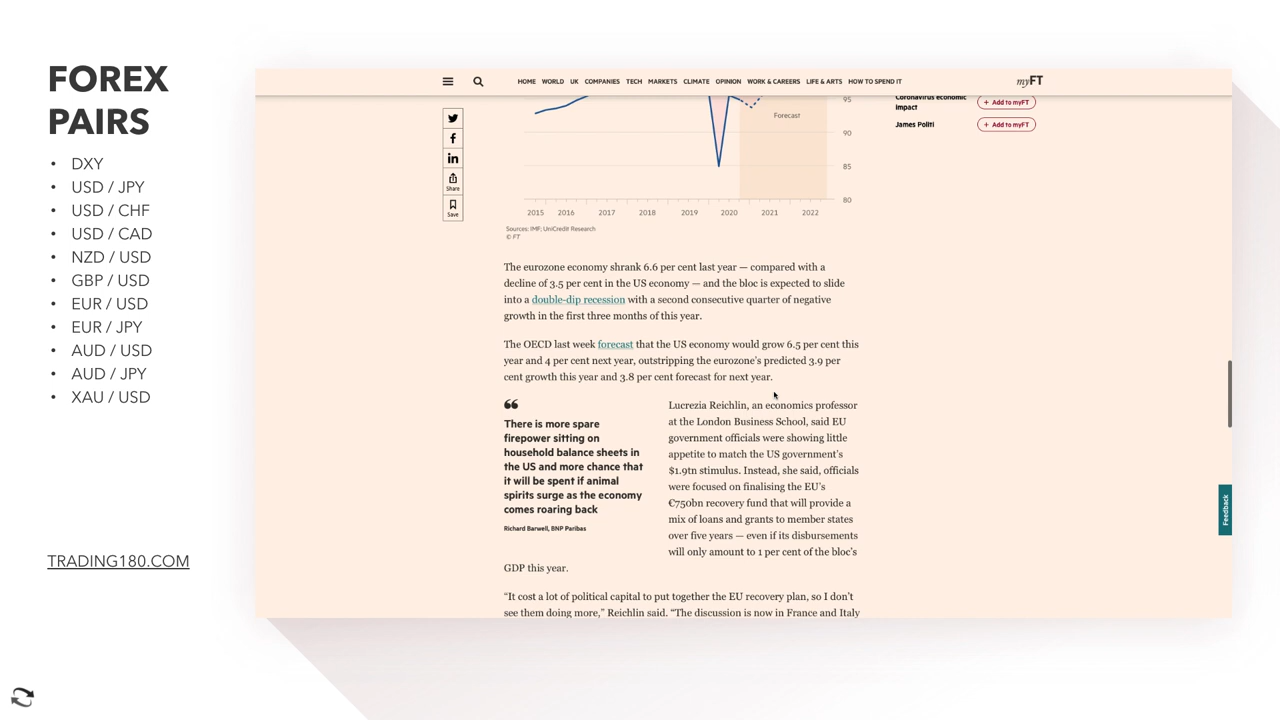 FOREX
PAIRS
• DXY
• USD / JPY
• USD / CHF
• USD / CAD
• NZD / USD
• GBP / USD
• EUR / USD
• EUR / JPY
• AUD / USD
• AUD / JPY
• XAU / USD
TRADING180.COM
HOME WORLD UK COMPANIES TECH MARKETS CLIMATE OPINION WORK & CAREERS LIFE & ARTS HOW TO SPEND IT
myFT
Share
Save
95
90
85
80
Forecast
2015 2016 2017 2018 2019 2020 2021 2022
Sources: IMF; UniCredit Research
© FT
Coronavirus economic
impact
+ Add to myFT
James Politi
+ Add to myFT
The eurozone economy shrank 6.6 per cent last year — compared with a
decline of 3.5 per cent in the US economy — and the bloc is expected to slide
into a double-dip recession with a second consecutive quarter of negative
growth in the first three months of this year.
The OECD last week forecast that the US economy would grow 6.5 per cent this
year and 4 per cent next year, outstripping the eurozone's predicted 3.9 per
cent growth this year and 3.8 per cent forecast for next year.
“
There is more spare
firepower sitting on
household balance sheets in
the US and more chance that
it will be spent if animal
spirits surge as the economy
comes roaring back
Richard Barwell, BNP Paribas
Lucrezia Reichlin, an economics professor
at the London Business School, said EU
government officials were showing little
appetite to match the US government's
$1.9tn stimulus. Instead, she said, officials
were focused on finalising the EU's
€750bn recovery fund that will provide a
mix of loans and grants to member states
over five years — even if its disbursements
will only amount to 1 per cent of the bloc's
GDP this year.
“It cost a lot of political capital to put together the EU recovery plan, so I don't
see them doing more,” Reichlin said. “The discussion is now in France and Italy
Feedback